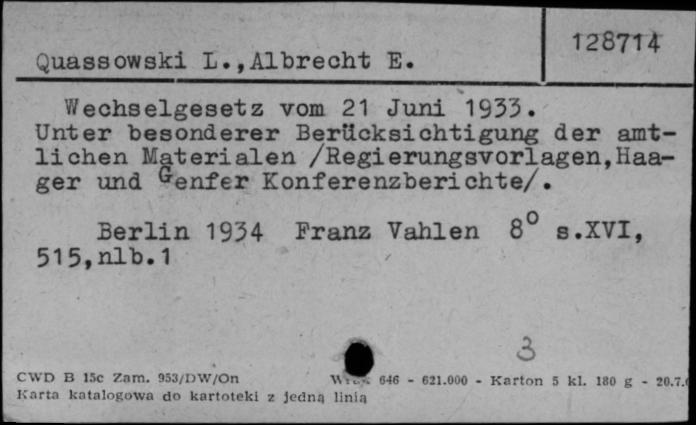 128714
Quassowski L.,Albrecht E.
Wechselgesetz vom 21 Juni 1933.
Unter besonderer Berücksichtigung der amt-
lichen Materialen /Regierungsvorlagen,Haa-
ger und Genfer Konferenzberichte/.
Berlin 1934 Franz Vahlen 8° s.XVI,
515,nlb.1
3
CWD B 15c Zam. 953/DW/On 646 - 621.000 - Karton 5 kl. 180 g - 20.7.
Karta katalogowa do kartoteki z jedną linią